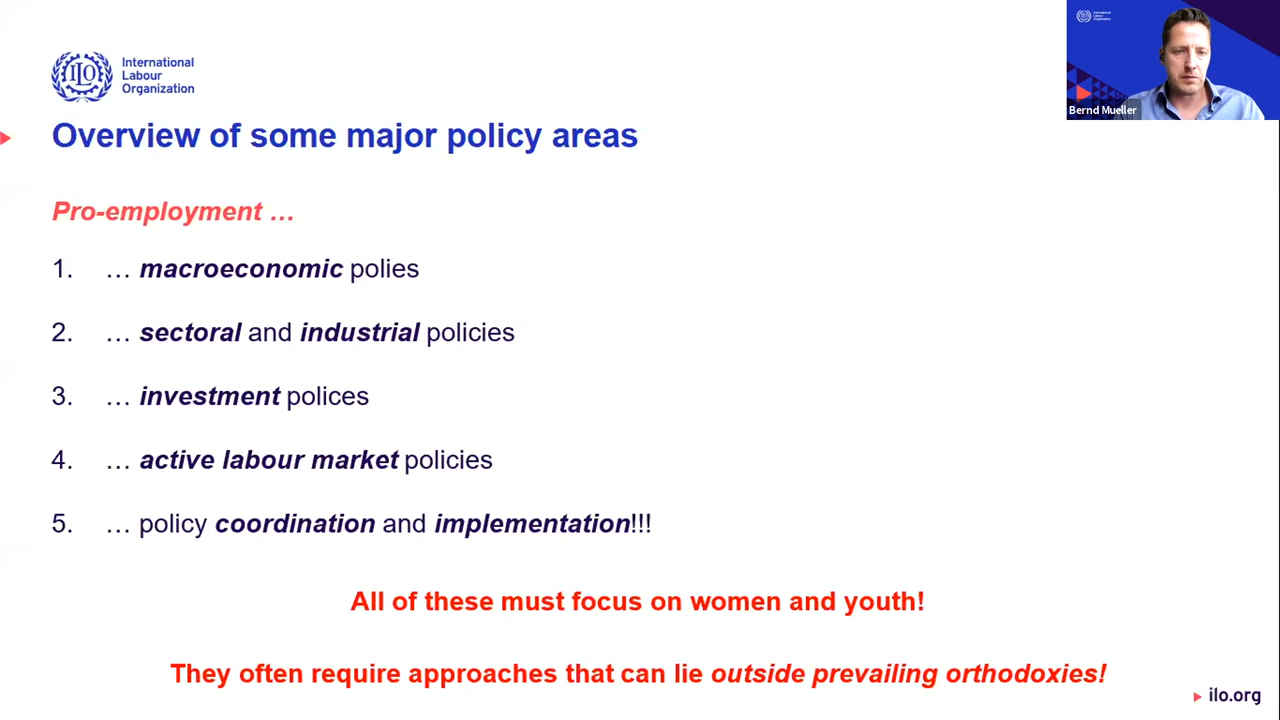 International
Labour
Organization
Bernd Mueller
Overview of some major policy areas
Pro-employment …
1. … macroeconomic polies
2. … sectoral and industrial policies
3. … investment polices
4. … active labour market policies
5. … policy coordination and implementation!!!
All of these must focus on women and youth!
They often require approaches that can lie outside prevailing orthodoxies!
ilo.org